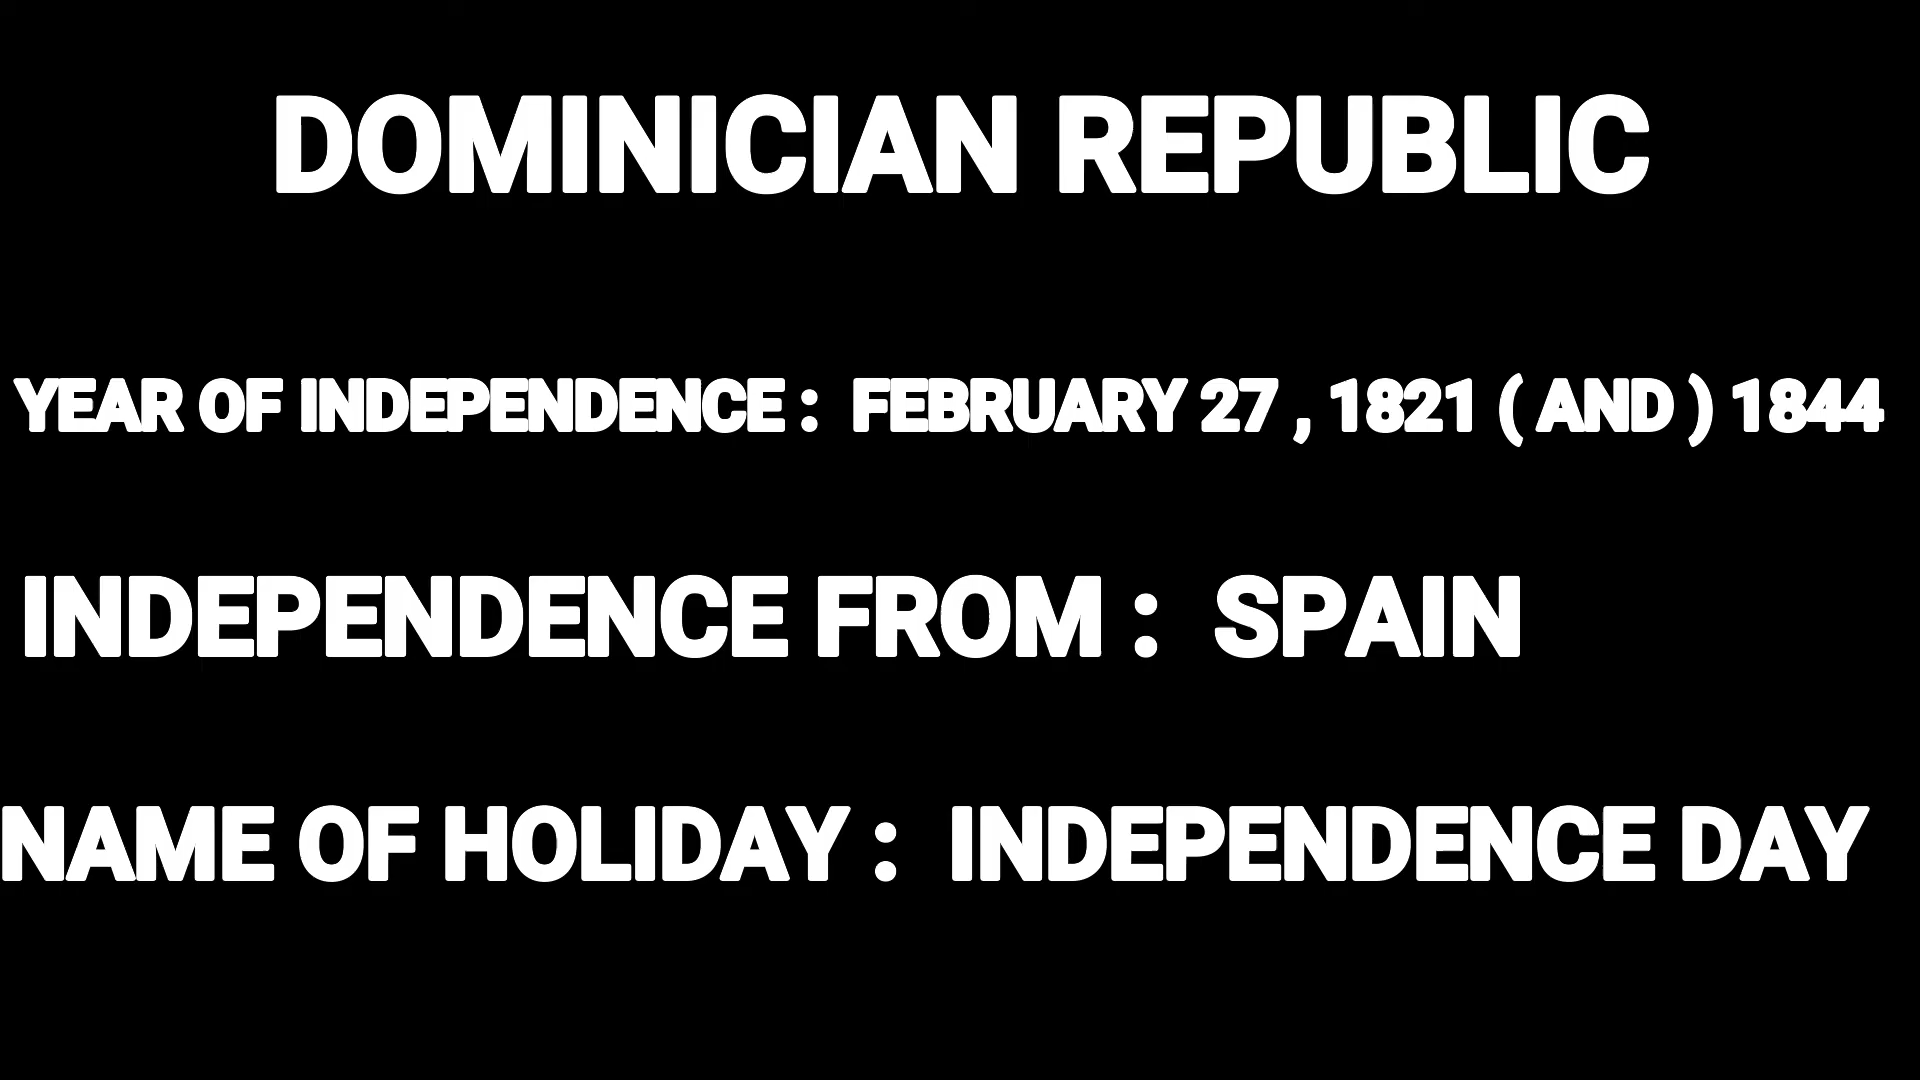 DOMINICIAN REPUBLIC
YEAR OF INDEPENDENCE : FEBRUARY 27 , 1821 ( AND ) 1844
INDEPENDENCE FROM : SPAIN
NAME OF HOLIDAY : INDEPENDENCE DAY